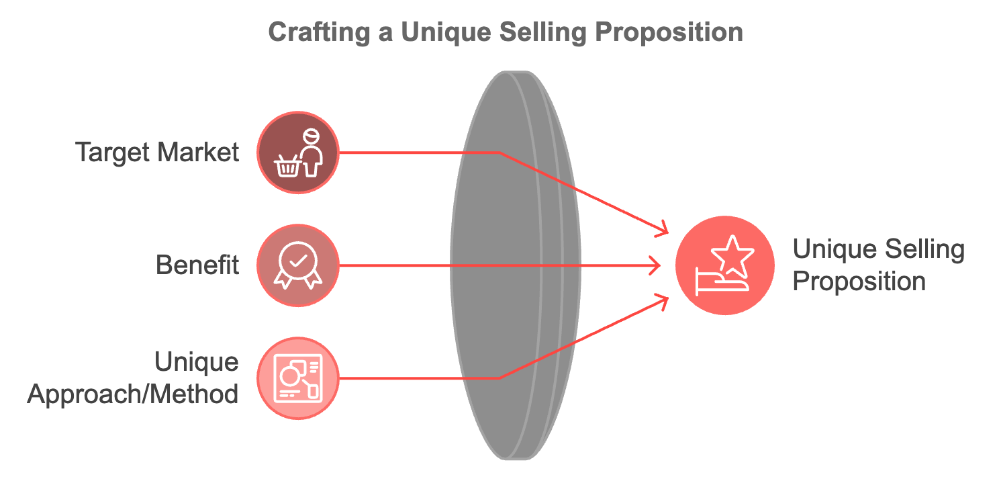 Crafting a Unique Selling Proposition
Target Market
Benefit
Unique
Approach/Method
Unique Selling
Proposition